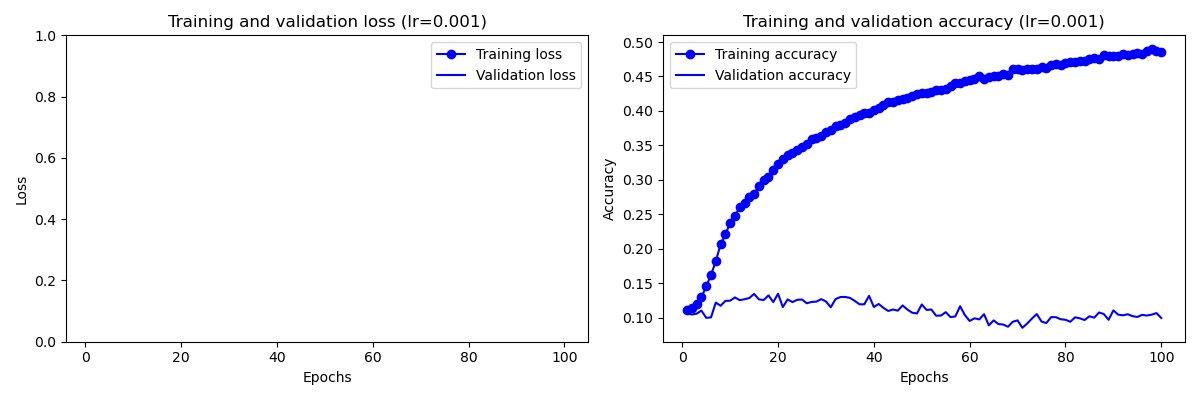 Training and validation loss (lr=0.001)
1.0
0.8
0.6
0.4
0.2
0.0
Loss
Training loss
Validation loss
0 20 40 60 80 100
Epochs
Training and validation accuracy (lr=0.001)
0.50
0.45
0.40
0.35
0.30
0.25
0.20
0.15
0.10
Accuracy
Training accuracy
Validation accuracy
0 20 40 60 80 100
Epochs